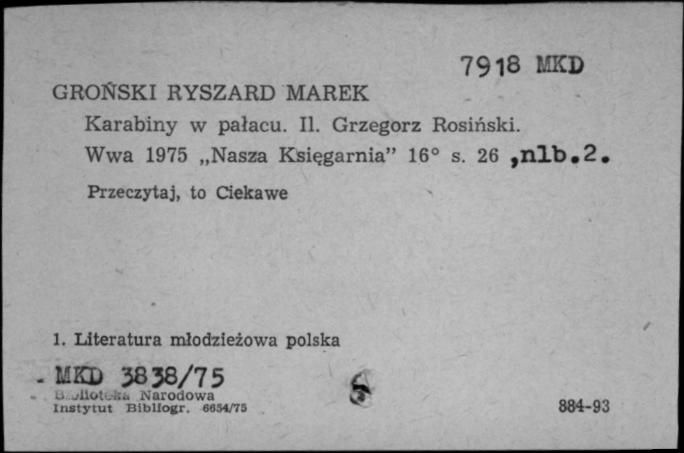 7918 MKD
GROŃSKI RYSZARD MAREK
Karabiny w pałacu. Il. Grzegorz Rosiński.
Wwa 1975 „Nasza Księgarnia” 16° s. 26 ,nlb.2.
Przeczytaj, to Ciekawe
1. Literatura młodzieżowa polska
MKD 3838/75
Biblioteka Narodowa
Instytut Bibliogr. 6654/75
884-93